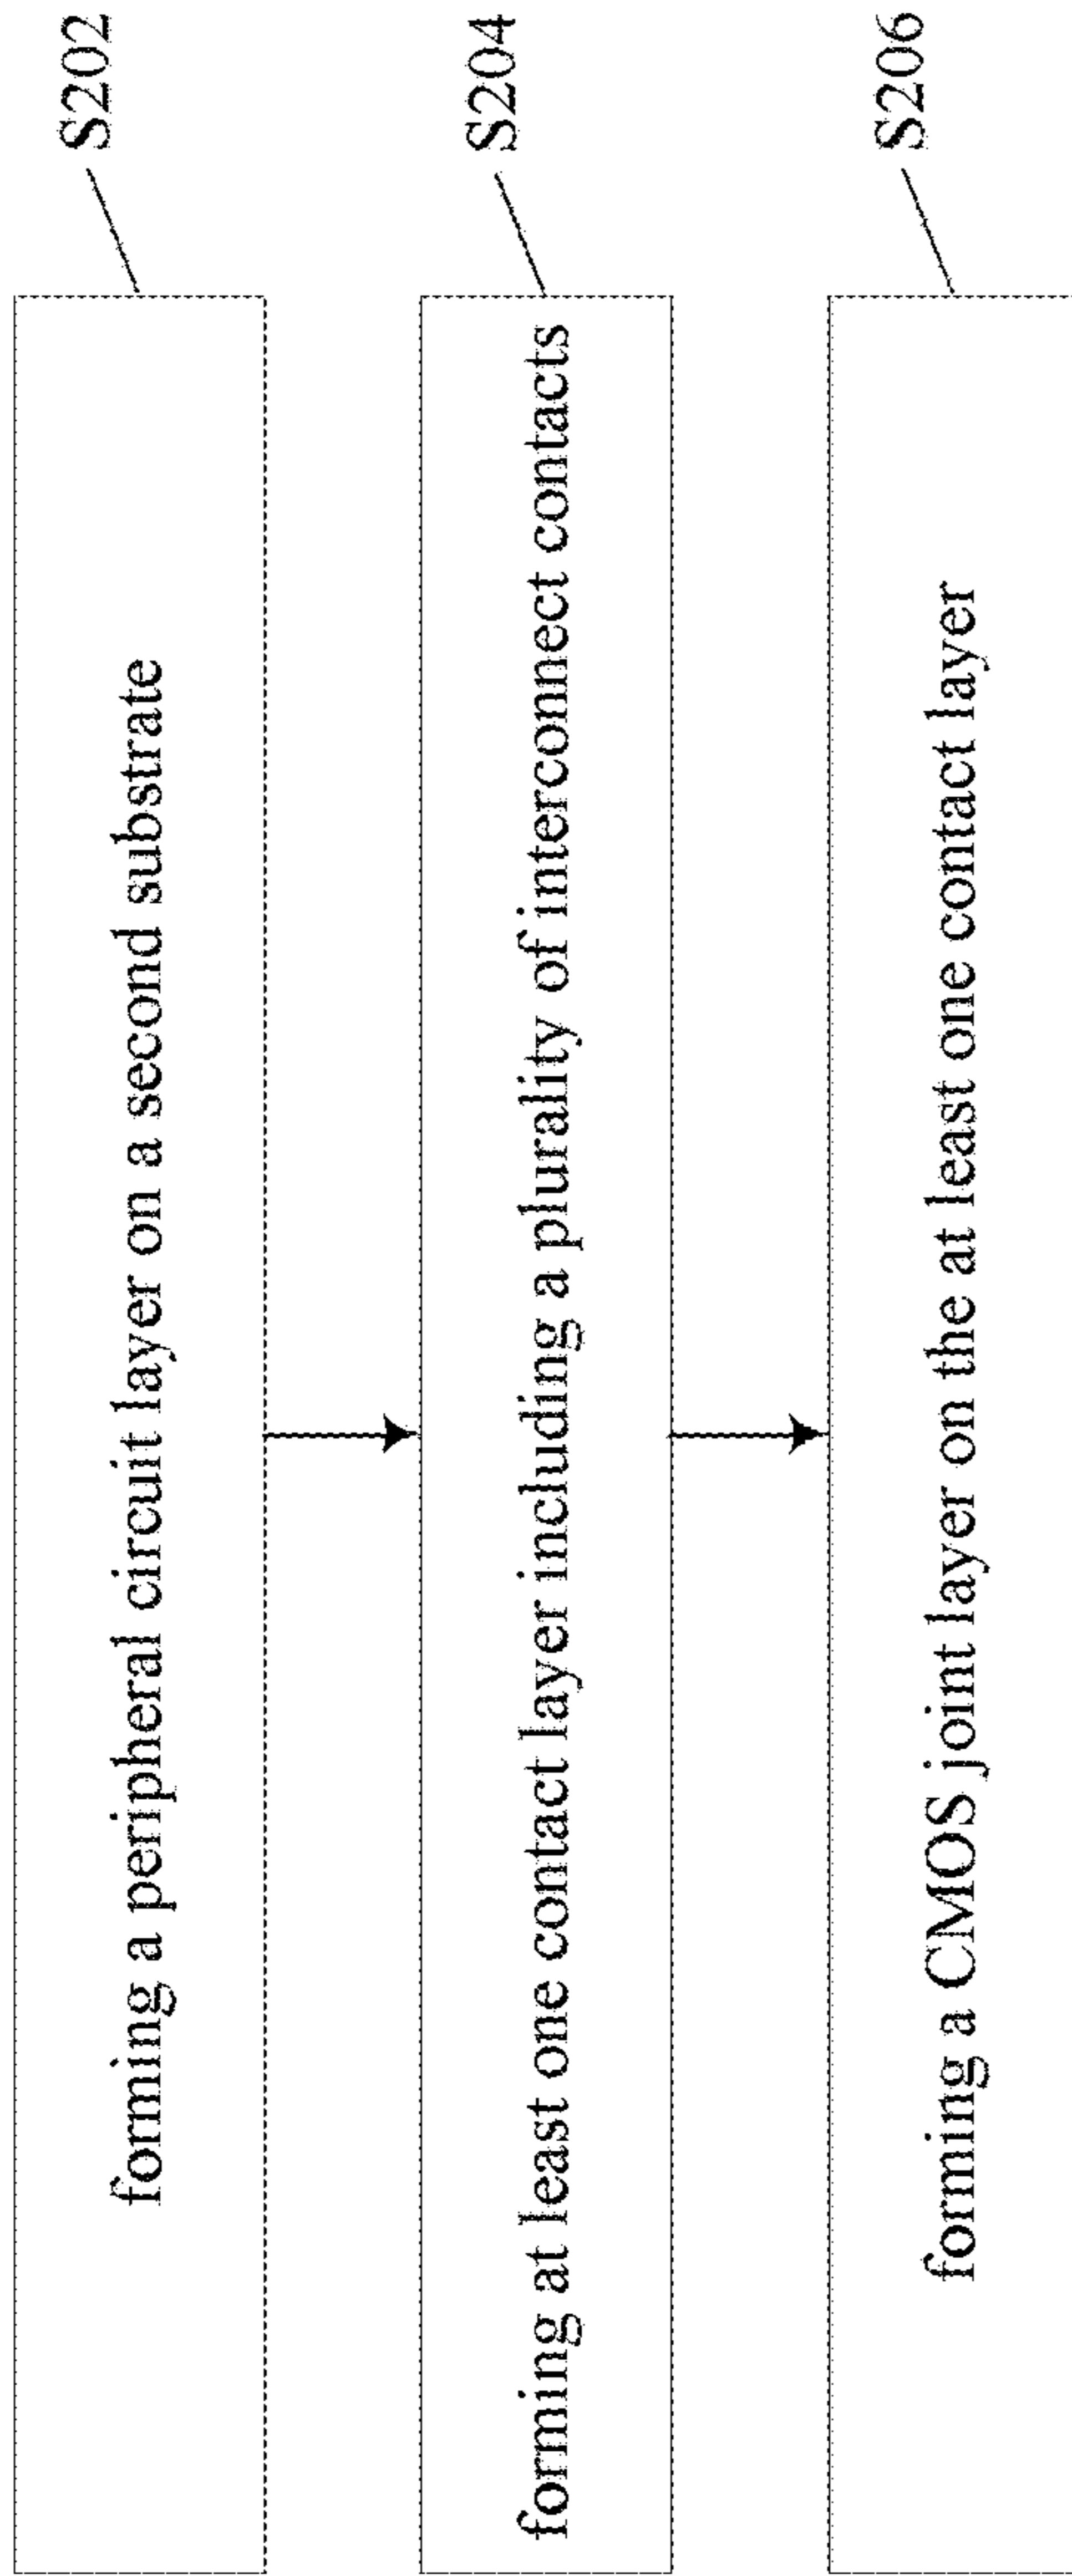 forming a peripheral circuit layer on a second substrate
S202
forming at least one contact layer including a plurality of interconnect contacts
S204
forming a CMOS joint layer on the at least one contact layer
S206